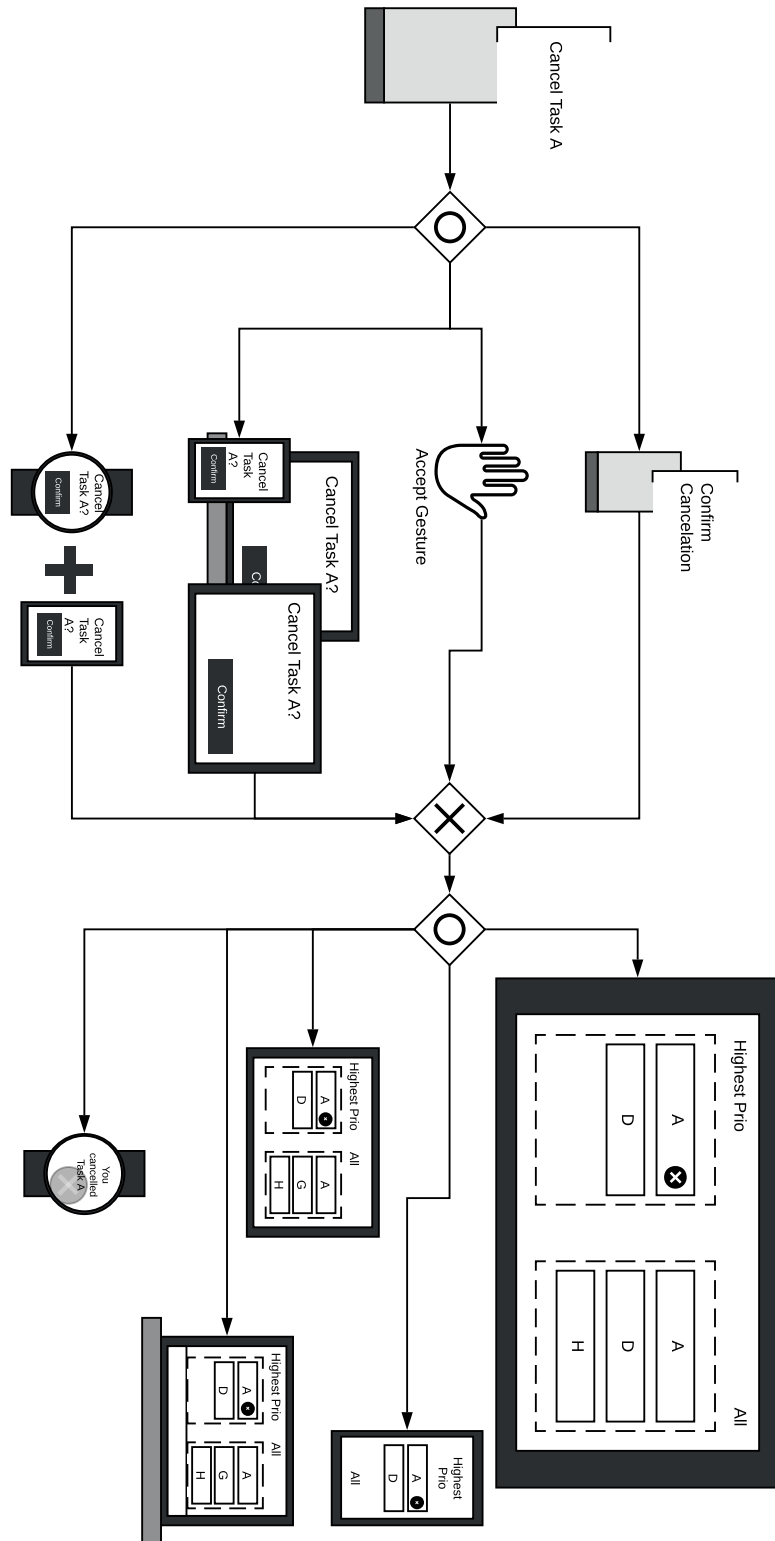 Cancel Task A
Confirm
Cancelation
Accept Gesture
Cancel Task A?
Co
Cancel
Task
A?
Confirm
Cancel Task A?
Confirm
Cancel
Task A?
Confirm
Cancel
Task
A?
Confirm
Highest Prio
A
D
All
A
D
H
Highest
Prio
A
D
All
Highest Prio
A
D
All
A
G
H
Highest Prio
A
D
All
A
G
H
You
cancelled
Task A